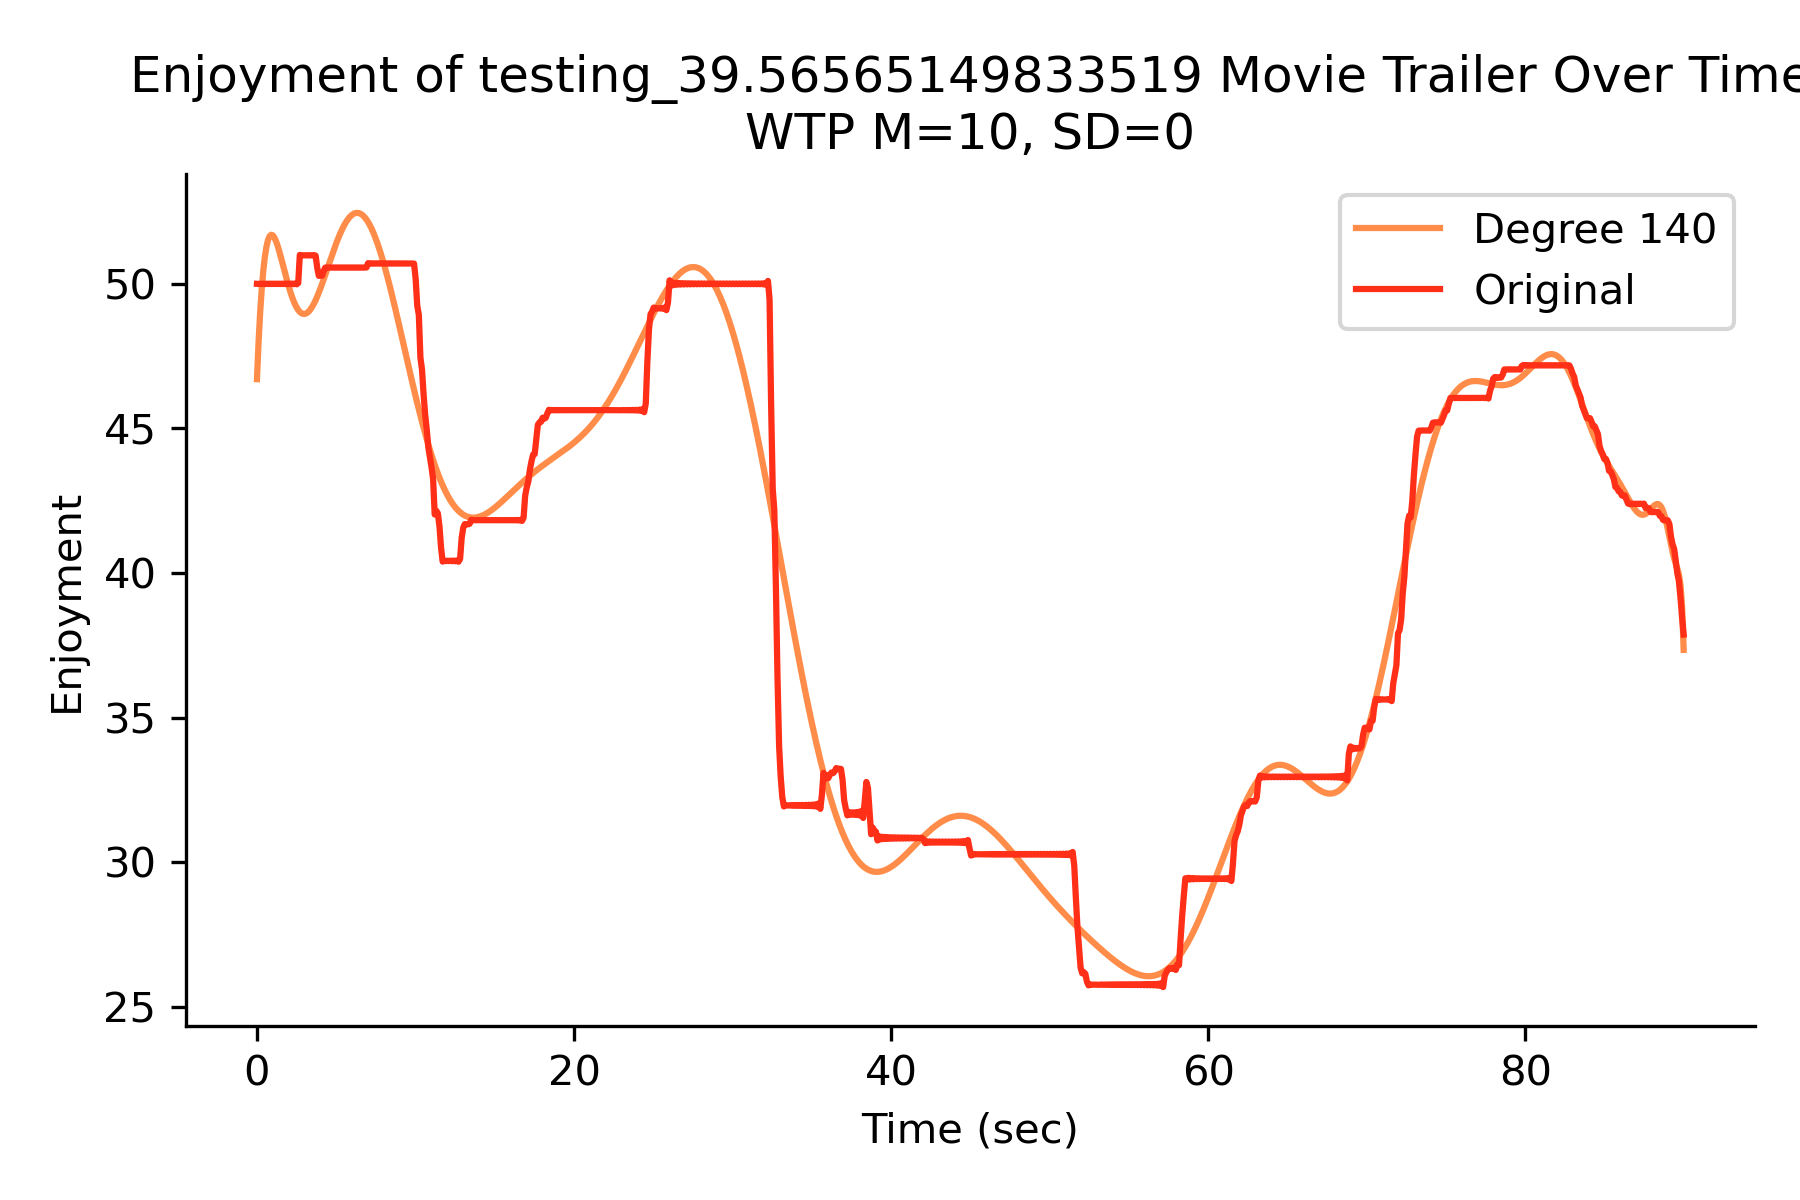 Enjoyment of testing_39.56565149833519 Movie Trailer Over Time
WTP M=10, SD=0
Degree 140
Original
Enjoyment
50
45
40
35
30
25
0 20 40 60 80
Time (sec)